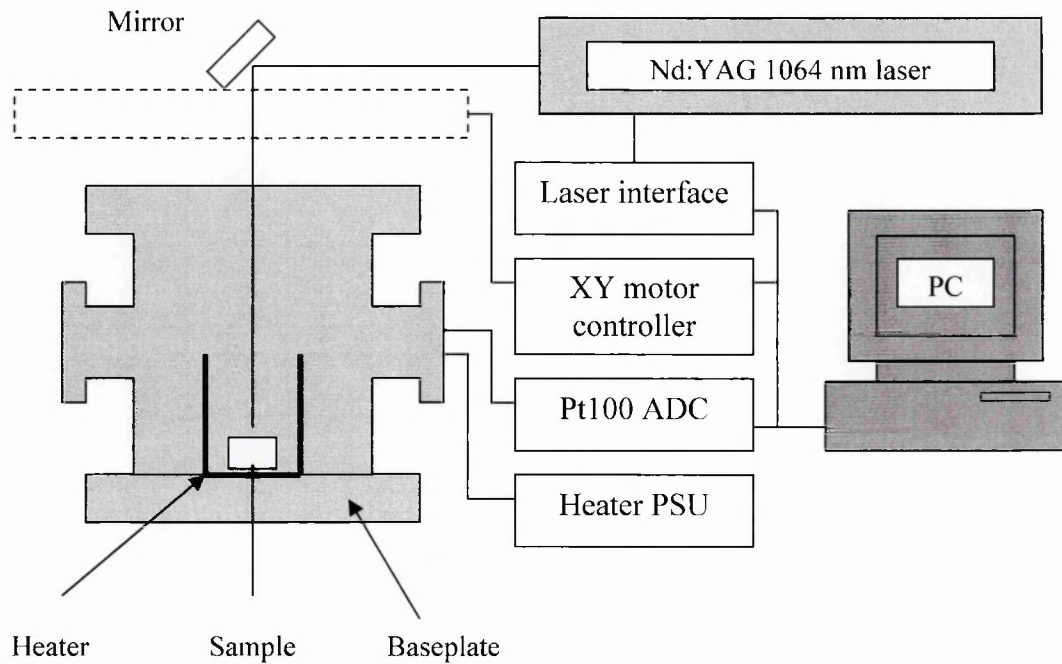 Mirror
Nd:YAG 1064 nm laser
Laser interface
XY motor
controller
PC
Pt100 ADC
Heater PSU
Heater
Sample
Baseplate